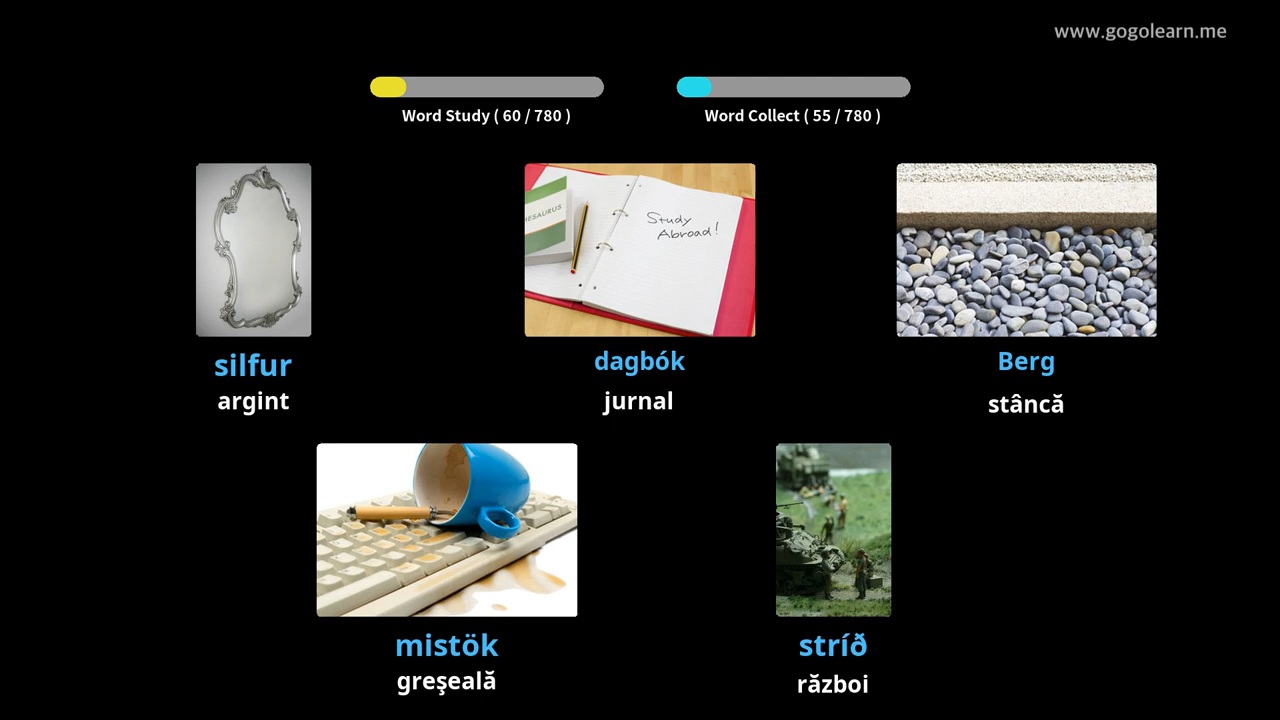 www.gogolearn.me
Word Study ( 60 / 780 )
Word Collect ( 55 / 780 )
HESAURUS
Study
Abroad!
silfur
argint
dagbók
jurnal
Berg
stâncă
mistök
greşeală
stríð
război